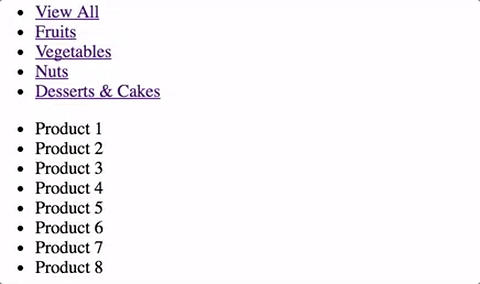 View All
Fruits
Vegetables
Nuts
Desserts & Cakes
Product 1
Product 2
Product 3
Product 4
Product 5
Product 6
Product 7
Product 8